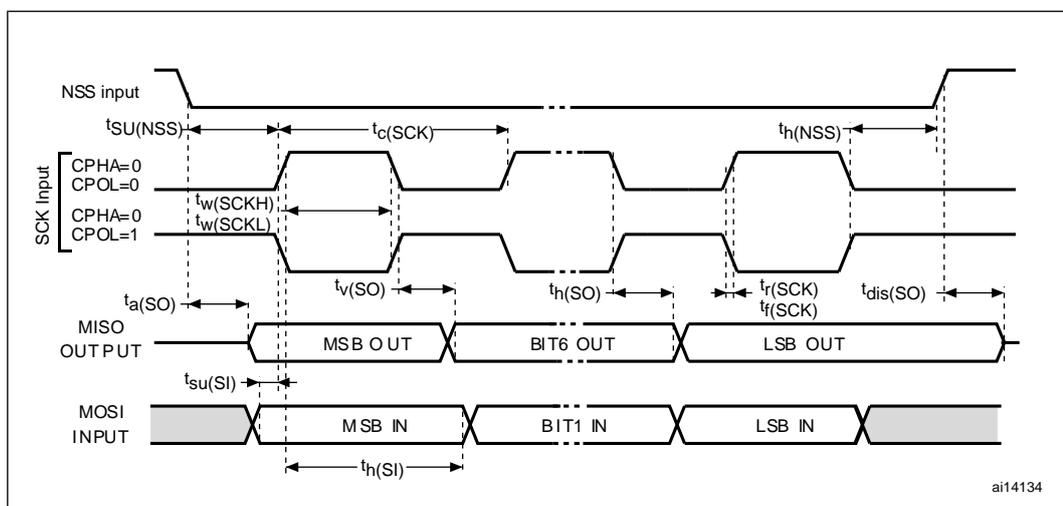 NSS input
tSU(NSS)
tc(SCK)
th(NSS)
SCK Input
CPHA=0
CPOL=0
tw(SCKH)
CPHA=0
tw(SCKL)
CPOL=1
tv(SO)
th(SO)
tr(SCK)
tf(SCK)
tdis(SO)
ta(SO)
MISO
OUTPUT
MSB OUT
BIT6 OUT
LSB OUT
tsu(SI)
MOSI
INPUT
MSB IN
BIT1 IN
LSB IN
th(SI)
ai14134